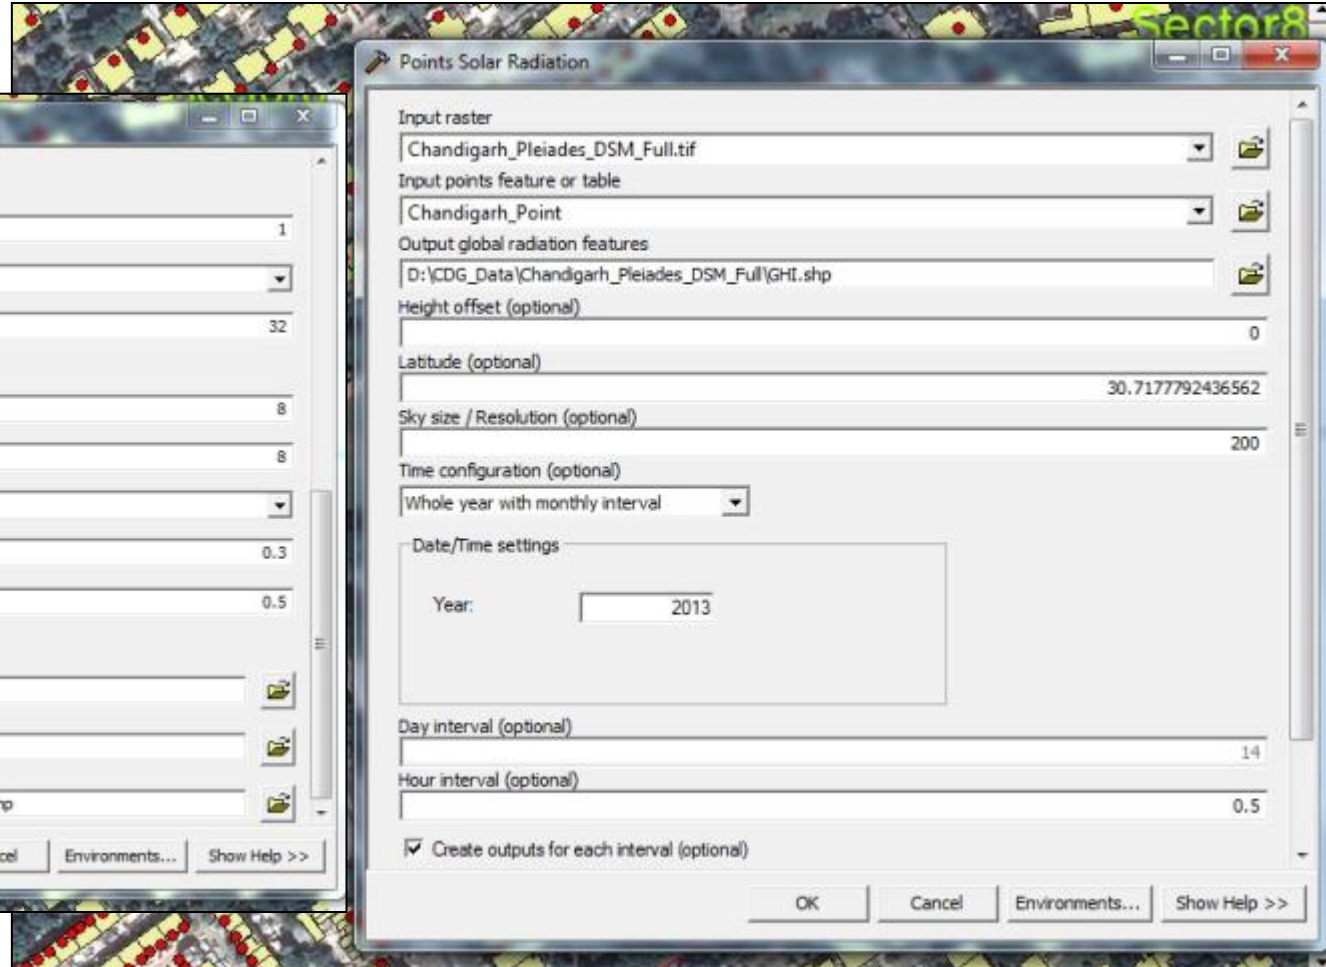 Sector8
1
32
8
8
0.3
0.5
Environments...
Show Help >>
Points Solar Radiation
Input raster
Chandigarh_Pleiades_DSM_Full.tif
Input points feature or table
Chandigarh_Point
Output global radiation features
D:\CDG_Data\Chandigarh_Pleiades_DSM_Full\GHI.shp
Height offset (optional)
0
Latitude (optional)
30.7177792436562
Sky size / Resolution (optional)
200
Time configuration (optional)
Whole year with monthly interval
Date/Time settings
Year: 2013
Day interval (optional)
14
Hour interval (optional)
0.5
Create outputs for each interval (optional)
OK Cancel Environments... Show Help >>